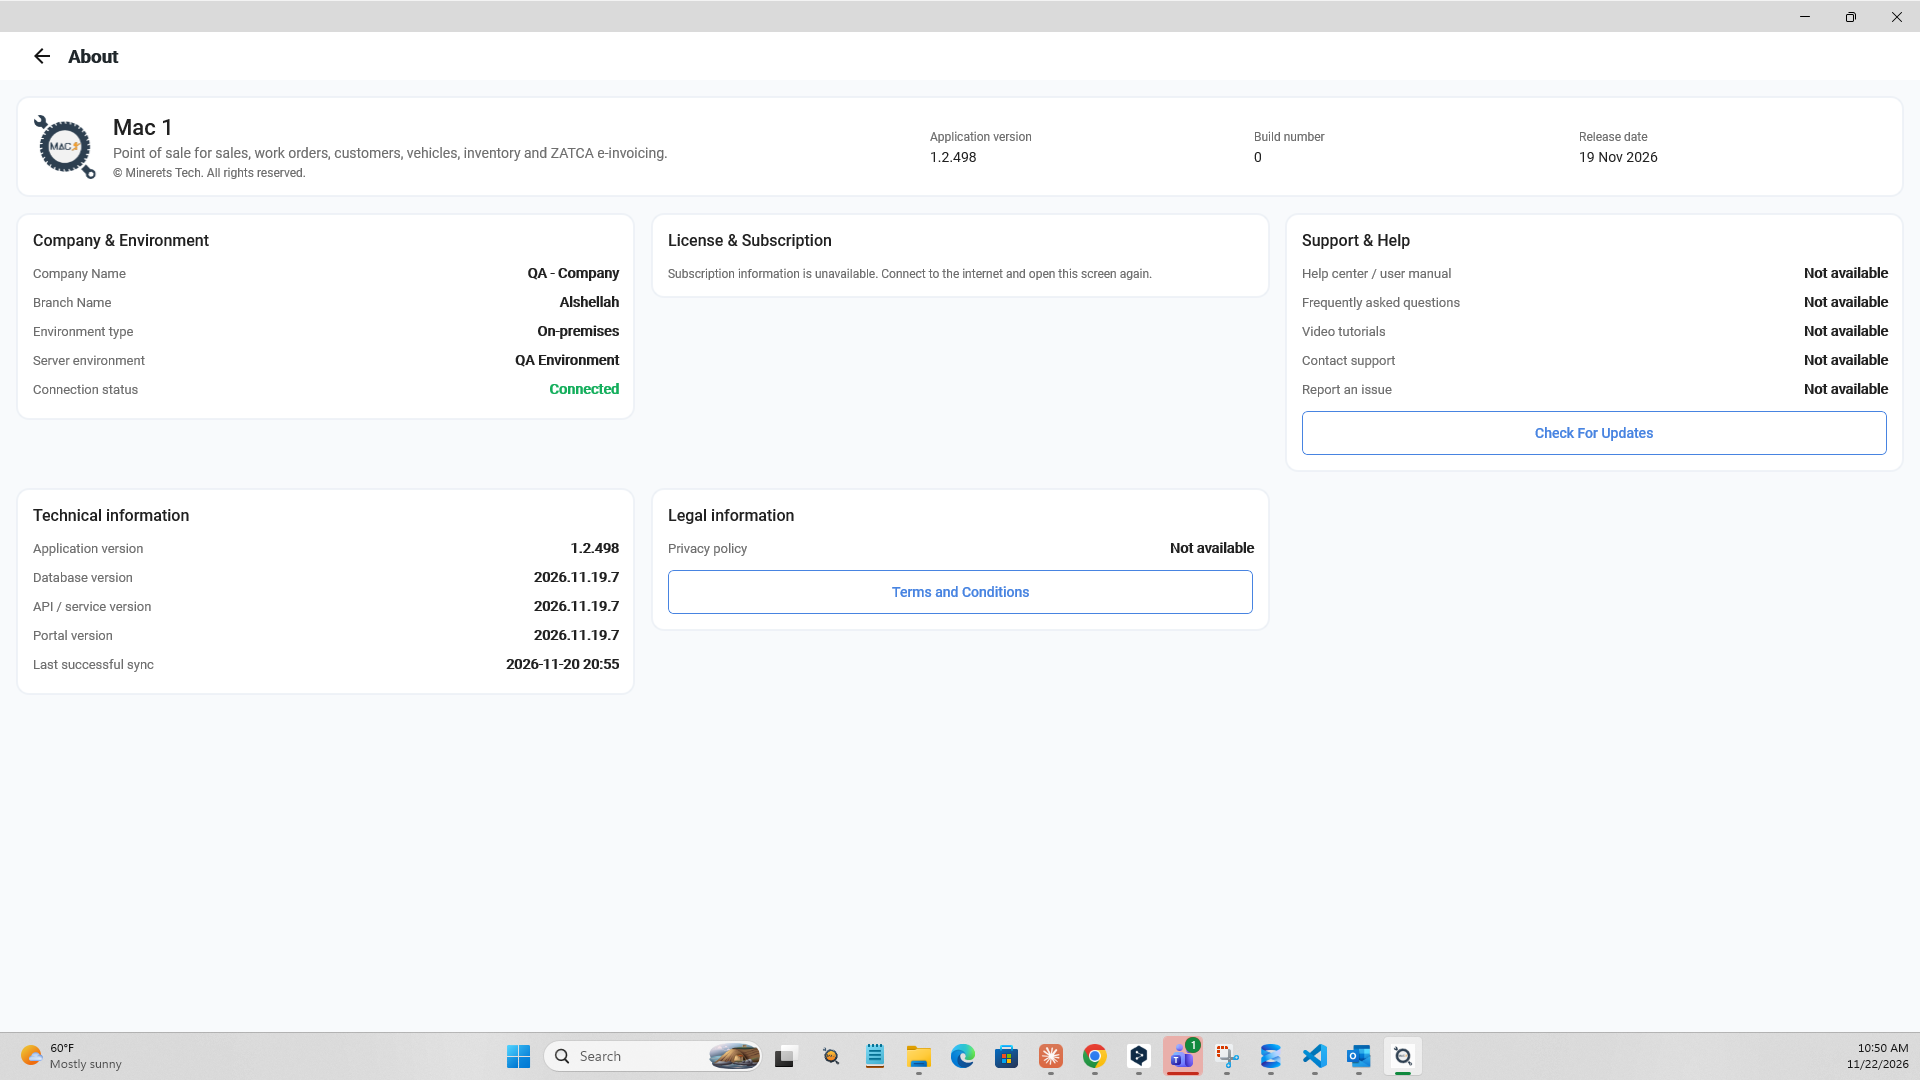 About
MAC
Mac 1
Point of sale for sales, work orders, customers, vehicles, inventory and ZATCA e-invoicing.
© Minerets Tech. All rights reserved.
Application version
1.2.498
Build number
0
Release date
19 Nov 2026
Company & Environment
Company Name QA - Company
Branch Name Alshellah
Environment type On-premises
Server environment QA Environment
Connection status Connected
License & Subscription
Subscription information is unavailable. Connect to the internet and open this screen again.
Support & Help
Help center / user manual Not available
Frequently asked questions Not available
Video tutorials Not available
Contact support Not available
Report an issue Not available
Check For Updates
Technical information
Application version 1.2.498
Database version 2026.11.19.7
API / service version 2026.11.19.7
Portal version 2026.11.19.7
Last successful sync 2026-11-20 20:55
Legal information
Privacy policy Not available
Terms and Conditions
60°F
Mostly sunny
Search
1
10:50 AM
11/22/2026